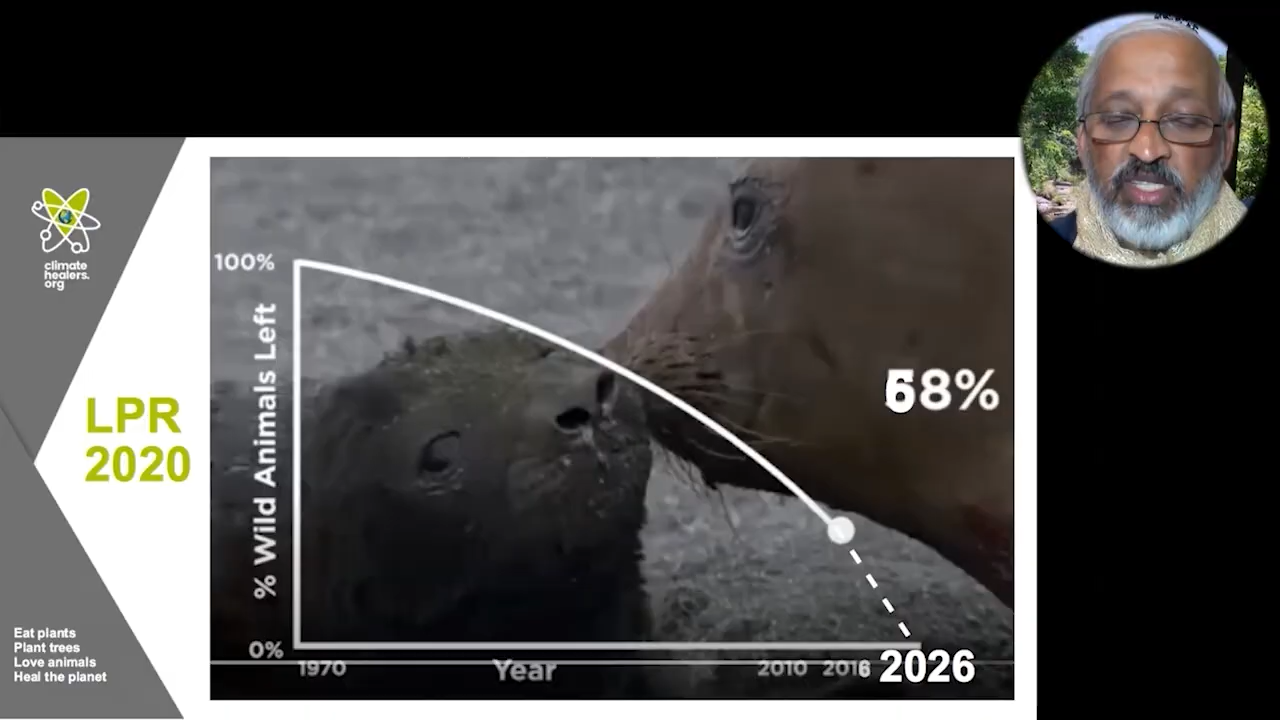 climate
healers.
org
LPR
2020
Eat plants
Plant trees
Love animals
Heal the planet
100%
% Wild Animals Left
68%
0%
1970
Year
2010
2016
2026